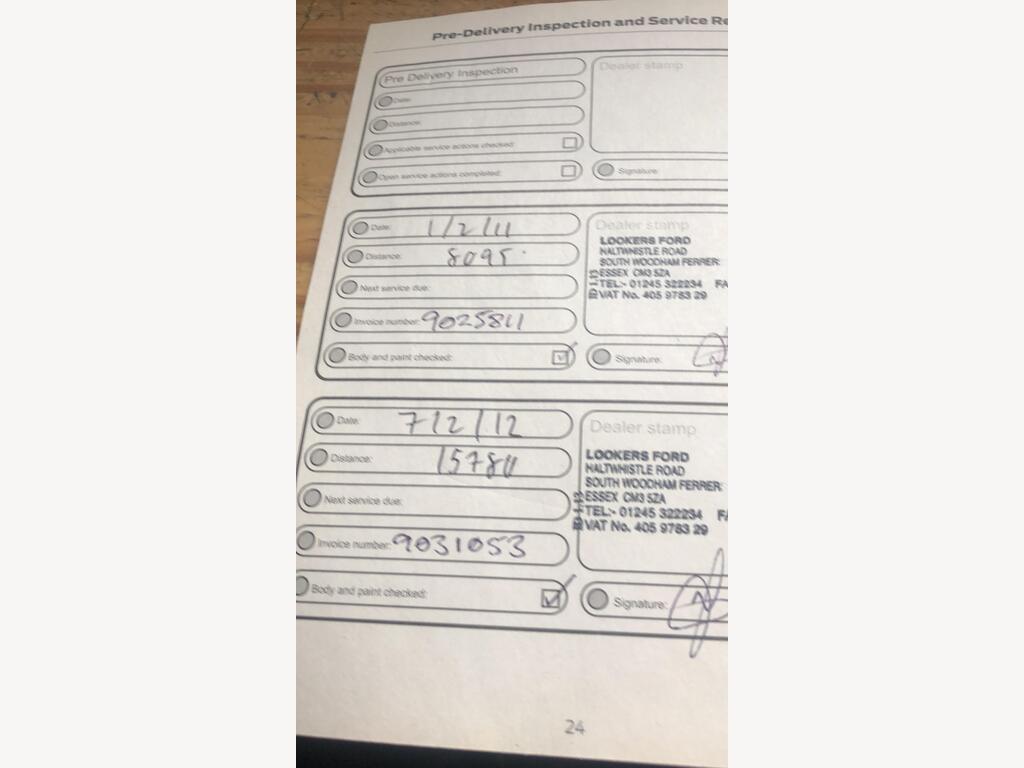 Pre-Delivery Inspection and Service Re
Pre Delivery Inspection
Date:
Distance:
Applicable service actions checked:
Open service actions completed:
Dealer stamp
Signature:
Date: 1/2/11
Distance: 8095
Next service due:
Invoice number: 9025811
Body and paint checked:
Dealer stamp
LOOKERS FORD
HALTWHISTLE ROAD
SOUTH WOODHAM FERRER
ESSEX CM3 5ZA
TEL:- 01245 322234 FA
VAT No. 405 9783 29
Signature:
Date: 7/2/12
Distance: 15784
Next service due:
Invoice number: 9031053
Body and paint checked:
Dealer stamp
LOOKERS FORD
HALTWHISTLE ROAD
SOUTH WOODHAM FERRER
ESSEX CM3 5ZA
TEL:- 01245 322234 FA
VAT No. 405 9783 29
Signature:
24